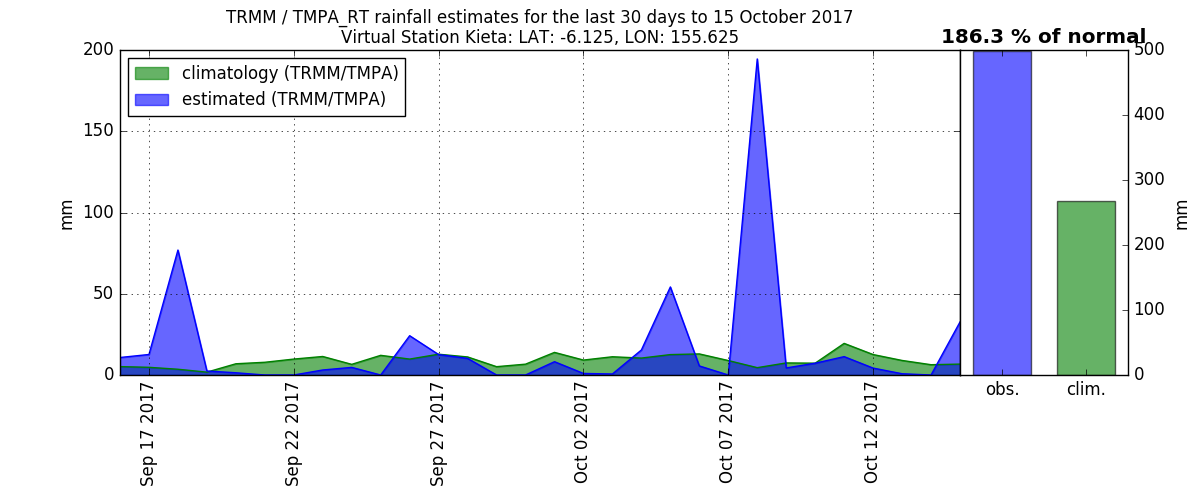 TRMM / TMPA_RT rainfall estimates for the last 30 days to 15 October 2017
Virtual Station Kieta: LAT: -6.125, LON: 155.625
186.3 % of normal
climatology (TRMM/TMPA)
estimated (TRMM/TMPA)
200
150
100
50
0
mm
500
400
300
200
100
0
mm
Sep 17 2017
Sep 22 2017
Sep 27 2017
Oct 02 2017
Oct 07 2017
Oct 12 2017
obs.
clim.